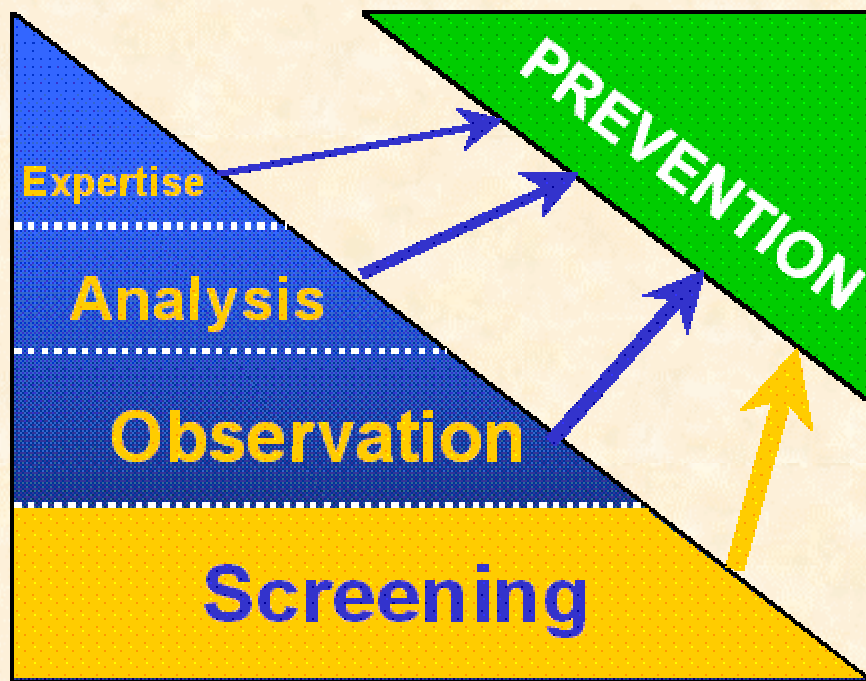 PREVENTION
Expertise
Analysis
Observation
Screening